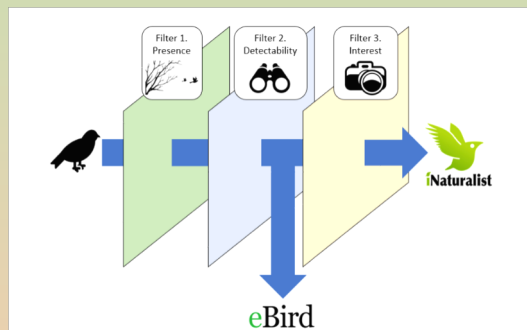 Filter 1.
Presence
Filter 2.
Detectability
Filter 3.
Interest
iNaturalist
eBird